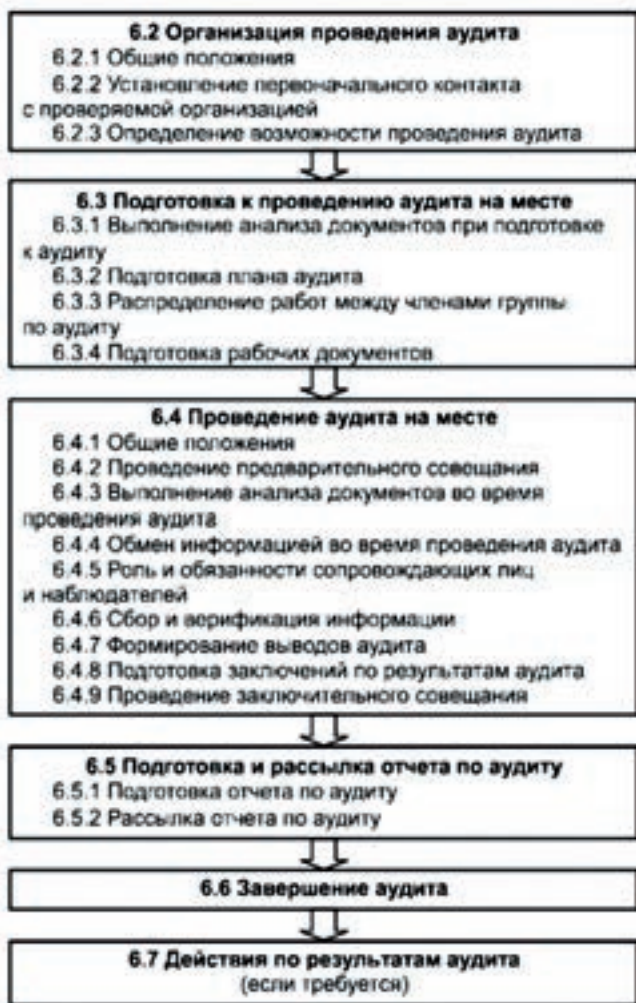 6.2 Организация проведения аудита
6.2.1 Общие положения
6.2.2 Установление первоначального контакта
с проверяемой организацией
6.2.3 Определение возможности проведения аудита
6.3 Подготовка к проведению аудита на месте
6.3.1 Выполнение анализа документов при подготовке
к аудиту
6.3.2 Подготовка плана аудита
6.3.3 Распределение работ между членами группы
по аудиту
6.3.4 Подготовка рабочих документов
6.4 Проведение аудита на месте
6.4.1 Общие положения
6.4.2 Проведение предварительного совещания
6.4.3 Выполнение анализа документов во время
проведения аудита
6.4.4 Обмен информацией во время проведения аудита
6.4.5 Роль и обязанности сопровождающих лиц
и наблюдателей
6.4.6 Сбор и верификация информации
6.4.7 Формирование выводов аудита
6.4.8 Подготовка заключений по результатам аудита
6.4.9 Проведение заключительного совещания
6.5 Подготовка и рассылка отчета по аудиту
6.5.1 Подготовка отчета по аудиту
6.5.2 Рассылка отчета по аудиту
6.6 Завершение аудита
6.7 Действия по результатам аудита
(если требуется)